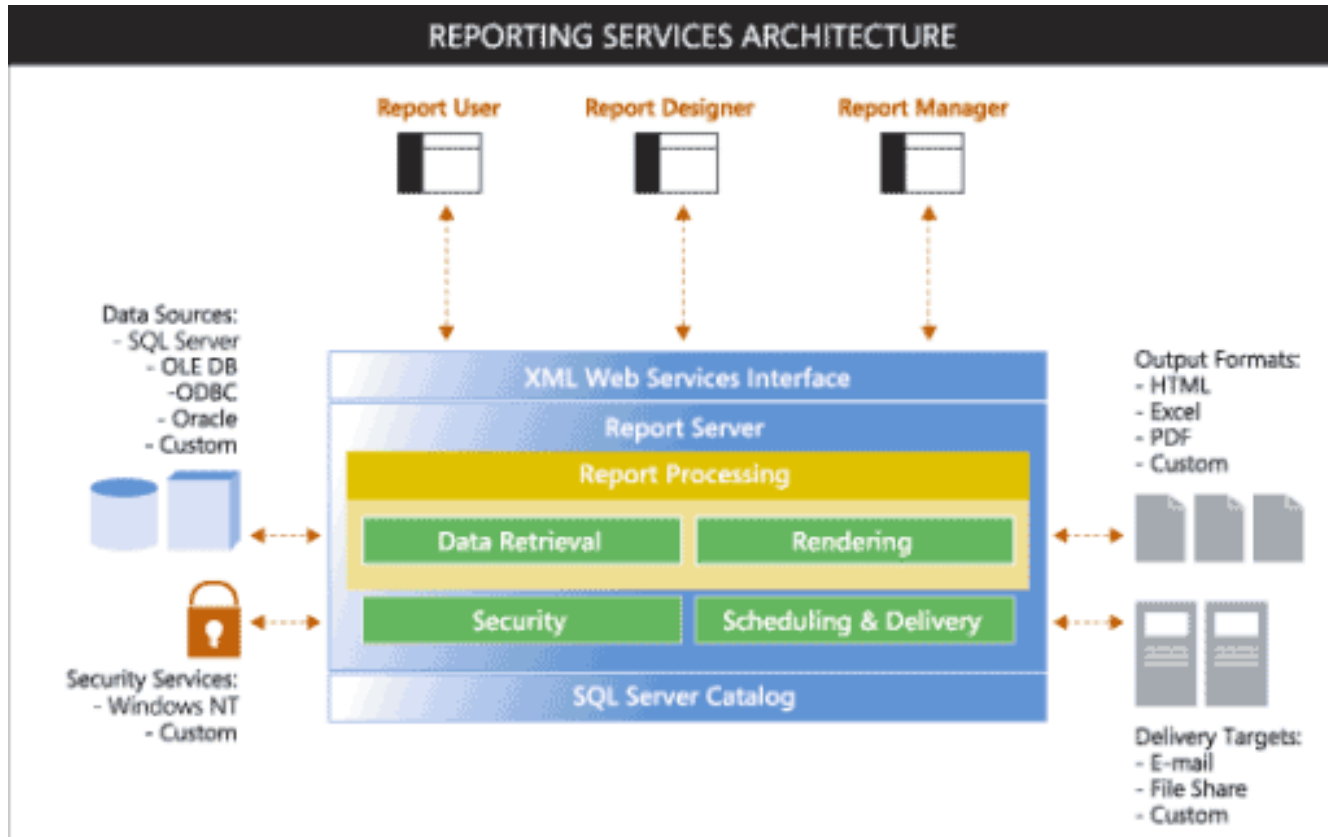 REPORTING SERVICES ARCHITECTURE
Report User
Report Designer
Report Manager
Data Sources:
- SQL Server
- OLE DB
-ODBC
- Oracle
- Custom
XML Web Services Interface
Report Server
Report Processing
Data Retrieval
Rendering
Security
Scheduling & Delivery
SQL Server Catalog
Output Formats:
- HTML
- Excel
- PDF
- Custom
Security Services:
- Windows NT
- Custom
Delivery Targets:
- E-mail
- File Share
- Custom